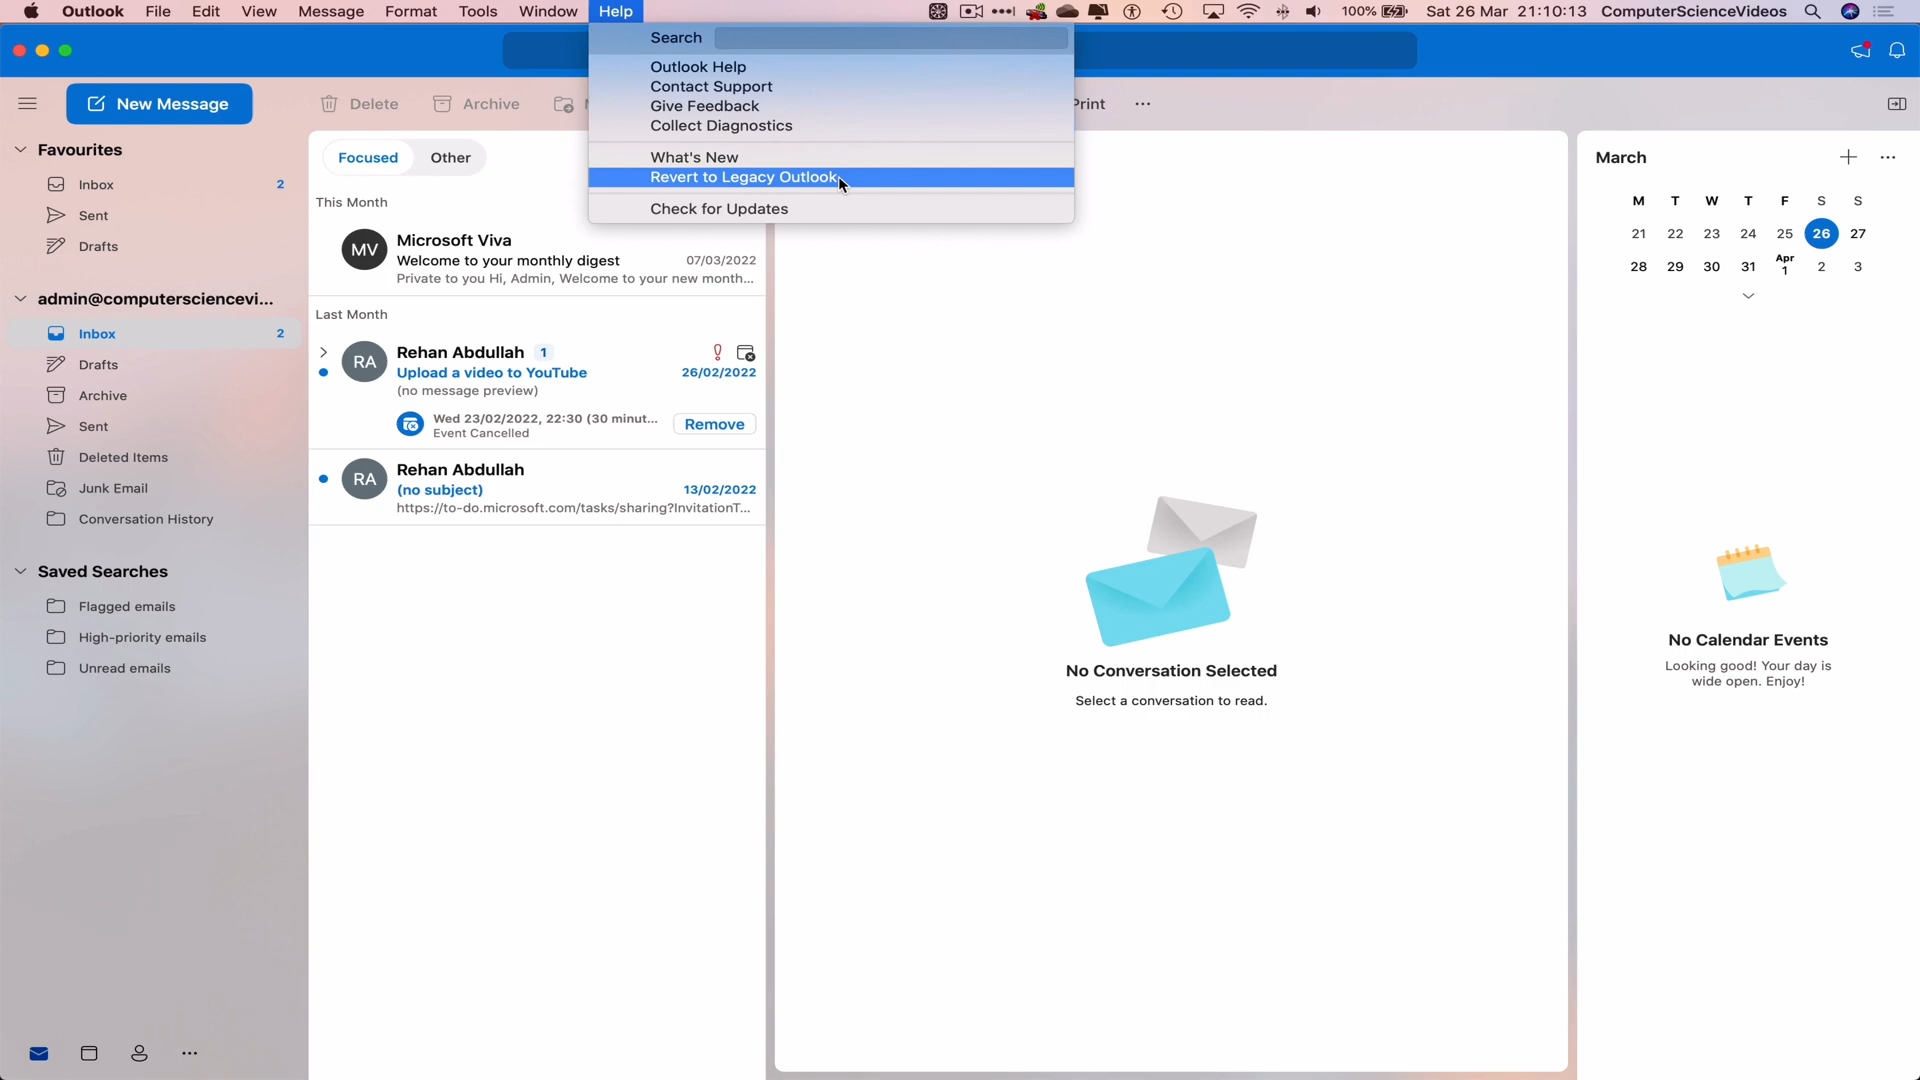 Outlook File Edit View Message Format Tools Window Help 100% Sat 26 Mar 21:10:13 ComputerScienceVideos
Search
Outlook Help
Contact Support
Give Feedback
Collect Diagnostics
What's New
Revert to Legacy Outlook
Check for Updates
New Message Delete Archive Print
Favourites
Inbox 2
Sent
Drafts
admin@computersciencevi...
Inbox 2
Drafts
Archive
Sent
Deleted Items
Junk Email
Conversation History
Saved Searches
Flagged emails
High-priority emails
Unread emails
Focused Other
This Month
MV
Microsoft Viva
Welcome to your monthly digest 07/03/2022
Private to you Hi, Admin, Welcome to your new month...
Last Month
RA
Rehan Abdullah 1
Upload a video to YouTube 26/02/2022
(no message preview)
Wed 23/02/2022, 22:30 (30 minut...
Event Cancelled
Remove
RA
Rehan Abdullah
(no subject) 13/02/2022
https://to-do.microsoft.com/tasks/sharing?InvitationT...
No Conversation Selected
Select a conversation to read.
March
M T W T F S S
21 22 23 24 25 26 27
28 29 30 31 Apr 1 2 3
No Calendar Events
Looking good! Your day is
wide open. Enjoy!